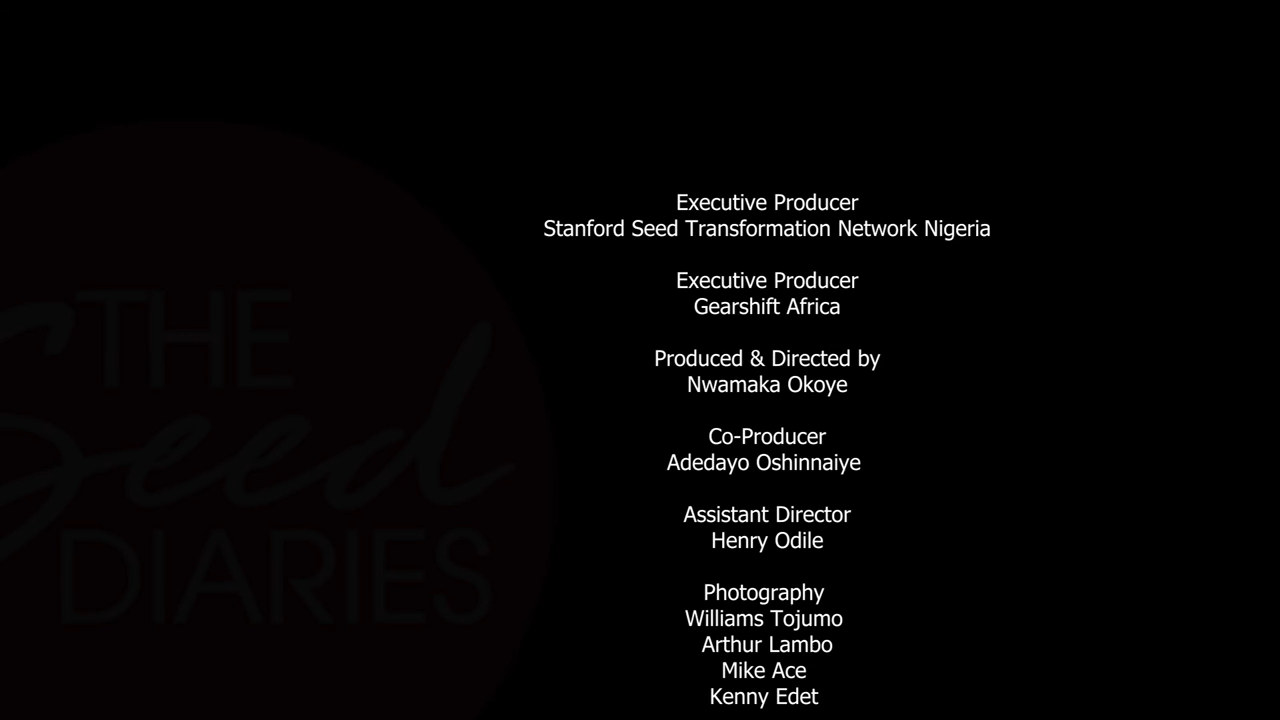 Executive Producer
Stanford Seed Transformation Network Nigeria
Executive Producer
Gearshift Africa
Produced & Directed by
Nwamaka Okoye
Co-Producer
Adedayo Oshinnaiye
Assistant Director
Henry Odile
Photography
Williams Tojumo
Arthur Lambo
Mike Ace
Kenny Edet
THE
Seed
DIARIES